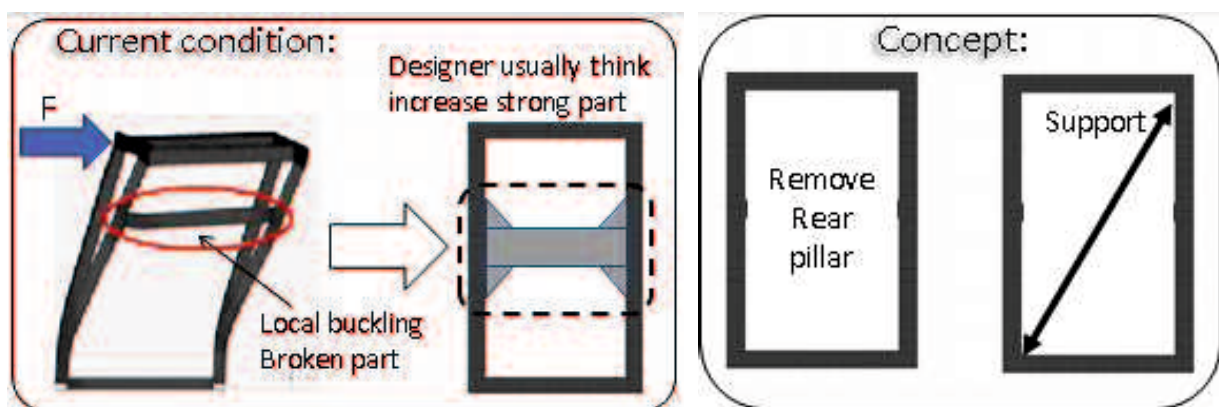 Current condition:
F
Designer usually think
increase strong part
Local buckling
Broken part
Concept:
Remove
Rear
pillar
Support